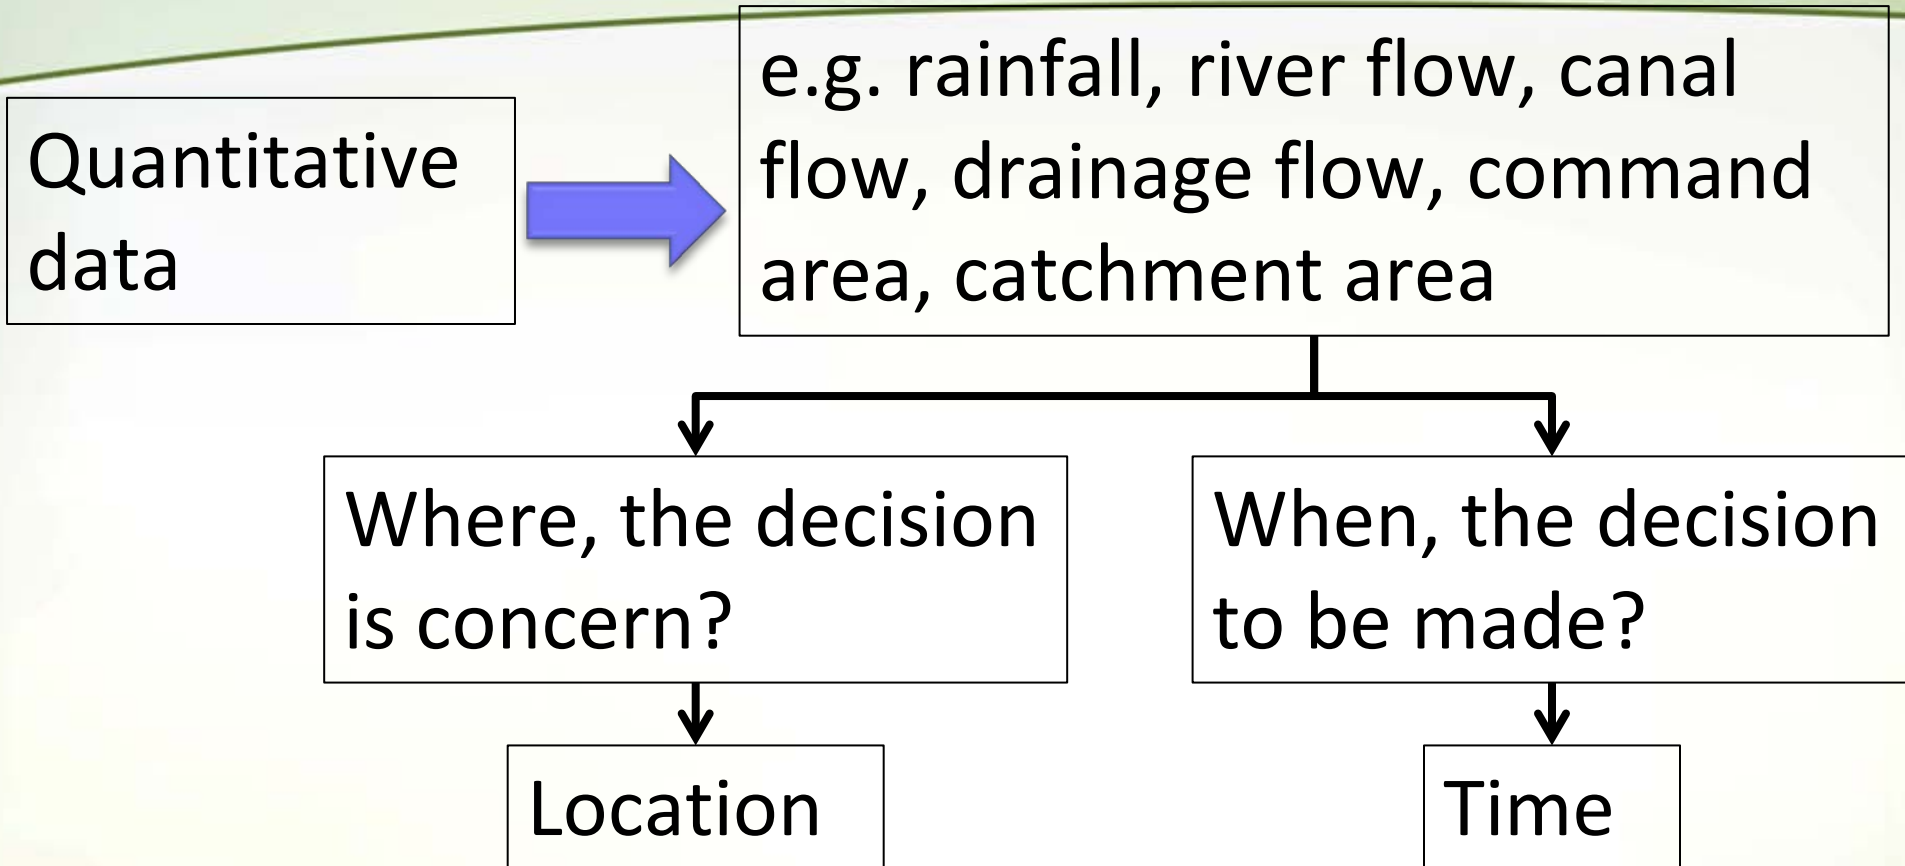 Quantitative
data
e.g. rainfall, river flow, canal
flow, drainage flow, command
area, catchment area
Where, the decision
is concern?
When, the decision
to be made?
Location
Time